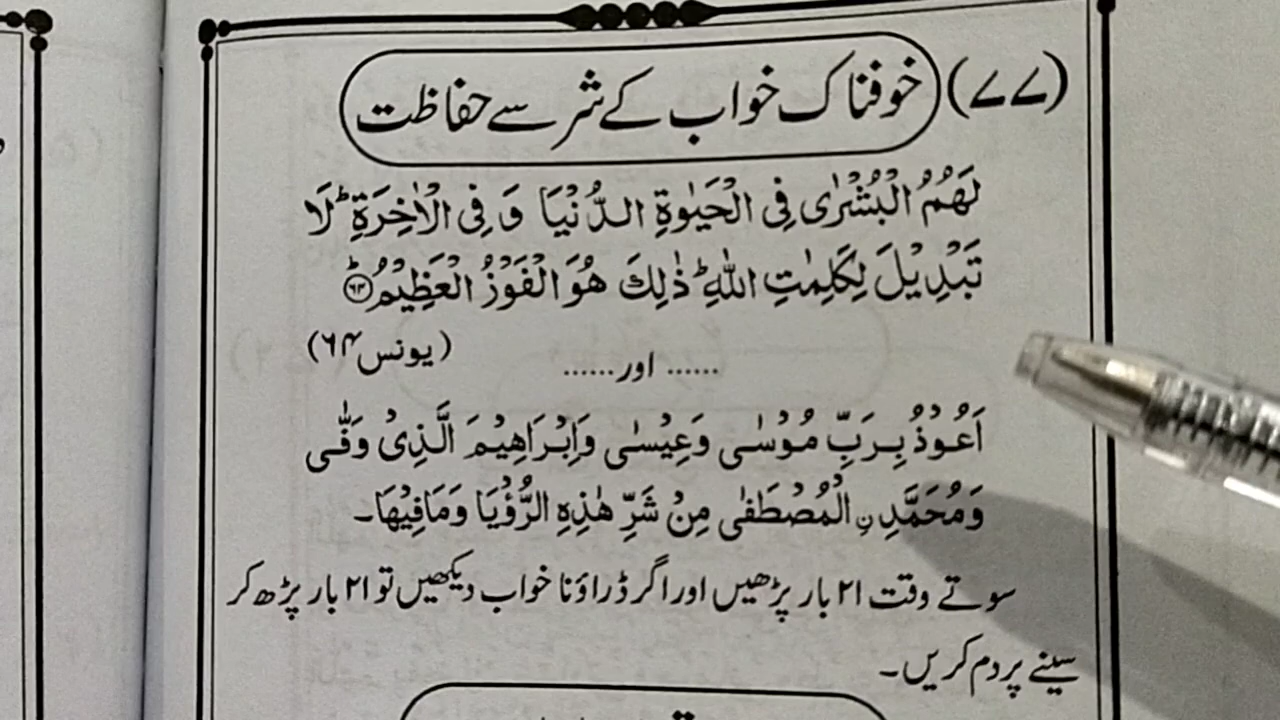 (۷۷) خوفناک خواب کے شر سے حفاظت
لَهُمُ الْبُشْرٰى فِى الْحَيٰوةِ الدُّنْيَا وَ فِى الْاٰخِرَةِ ؕ لَا
تَبْدِيْلَ لِكَلِمٰتِ اللّٰهِ ؕ ذٰلِكَ هُوَ الْفَوْزُ الْعَظِيْمُ ؕ ۝۶۴
...... اور ...... (یونس ۶۴)
اَعُوْذُ بِرَبِّ مُوْسٰى وَعِيْسٰى وَاِبْرَاهِيْمَ الَّذِىْ وَفّٰى
وَمُحَمَّدِ نِ الْمُصْطَفٰى مِنْ شَرِّ هٰذِهِ الرُّؤْيَا وَمَا فِيْهَا۔
سوتے وقت ۲۱ بار پڑھیں اور اگر ڈراؤنا خواب دیکھیں تو ۲۱ بار پڑھ کر
سینے پر دم کریں۔